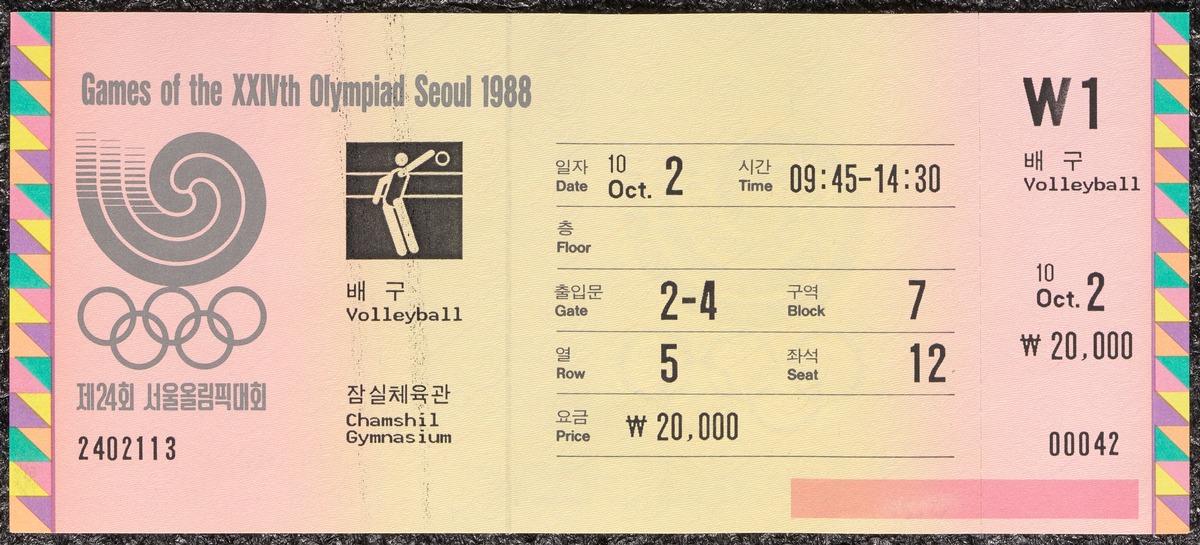 Games of the XXIVth Olympiad Seoul 1988
제24회 서울올림픽대회
2402113
배 구
Volleyball
잠실체육관
Chamshil
Gymnasium
일자 Date 10 Oct. 2 시간 Time 09:45-14:30
층 Floor
출입문 Gate 2-4 구역 Block 7
열 Row 5 좌석 Seat 12
요금 Price ₩ 20,000
W1
배 구
Volleyball
10
Oct. 2
₩ 20,000
00042